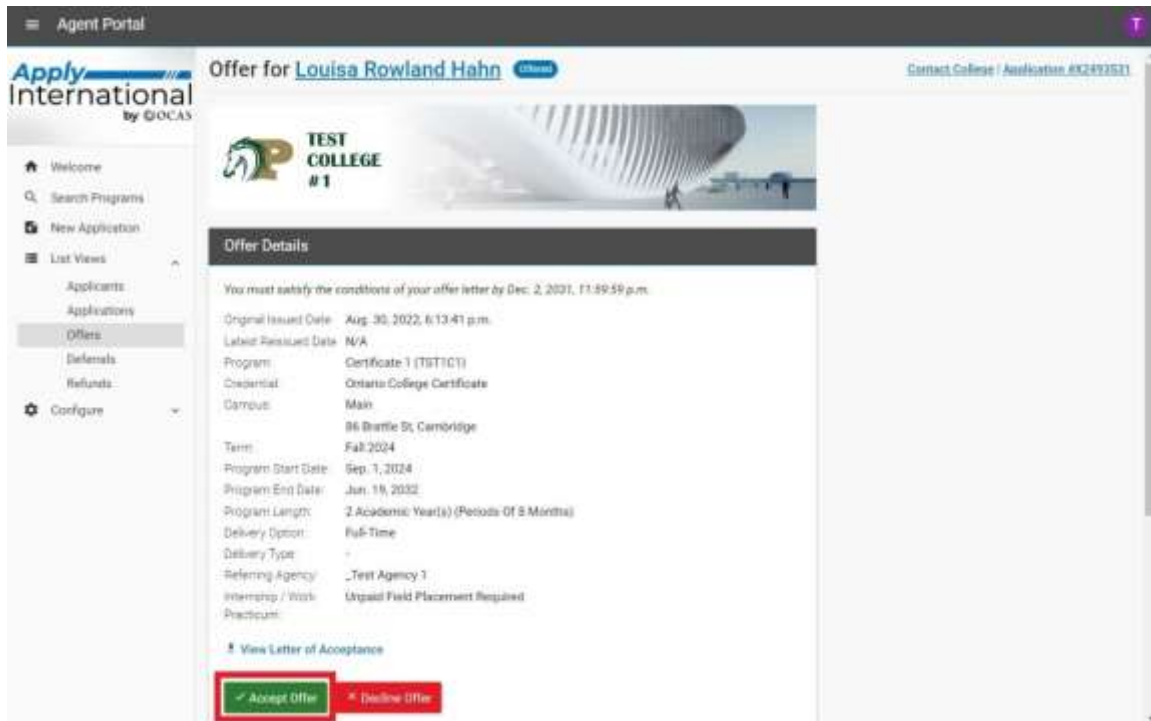 Agent Portal
T
Apply
International
by OCAS
Welcome
Search Programs
New Application
List Views
Applicants
Applications
Offers
Deferrals
Refunds
Configure
Offer for Louisa Rowland Hahn Offered
Contact College | Application #X2493531
P TEST
COLLEGE
#1
Offer Details
You must satisfy the conditions of your offer letter by Dec. 2, 2031, 11:59:59 p.m.
Original Issued Date: Aug. 30, 2022, 6:13:41 p.m.
Latest Reissued Date: N/A
Program: Certificate 1 (TST1C1)
Credential: Ontario College Certificate
Campus: Main
86 Brattle St, Cambridge
Term: Fall 2024
Program Start Date: Sep. 1, 2024
Program End Date: Jun. 19, 2032
Program Length: 2 Academic Year(s) (Periods Of 8 Months)
Delivery Option: Full-Time
Delivery Type: -
Referring Agency: _Test Agency 1
Internship / Work Unpaid Field Placement Required
Practicum:
View Letter of Acceptance
✓ Accept Offer × Decline Offer